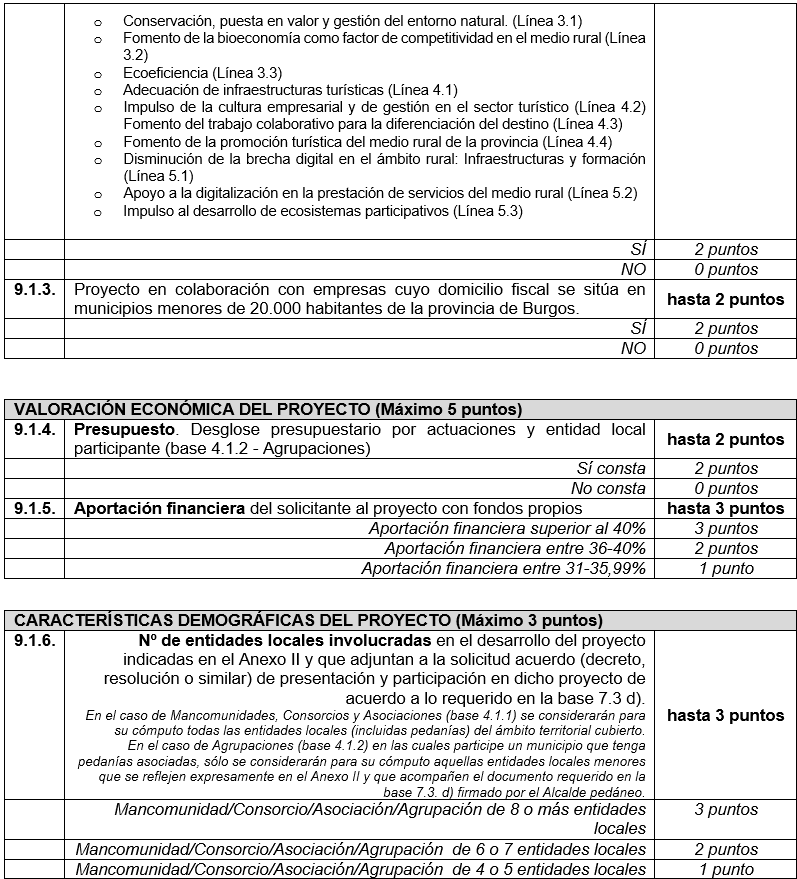 o Conservación, puesta en valor y gestión del entorno natural. (Línea 3.1)
o Fomento de la bioeconomía como factor de competitividad en el medio rural (Línea
3.2)
o Ecoeficiencia (Línea 3.3)
o Adecuación de infraestructuras turísticas (Línea 4.1)
o Impulso de la cultura empresarial y de gestión en el sector turístico (Línea 4.2)
Fomento del trabajo colaborativo para la diferenciación del destino (Línea 4.3)
o Fomento de la promoción turística del medio rural de la provincia (Línea 4.4)
o Disminución de la brecha digital en el ámbito rural: Infraestructuras y formación
(Línea 5.1)
o Apoyo a la digitalización en la prestación de servicios del medio rural (Línea 5.2)
o Impulso al desarrollo de ecosistemas participativos (Línea 5.3)
SÍ 2 puntos
NO 0 puntos
9.1.3. Proyecto en colaboración con empresas cuyo domicilio fiscal se sitúa en
municipios menores de 20.000 habitantes de la provincia de Burgos. hasta 2 puntos
SÍ 2 puntos
NO 0 puntos
VALORACIÓN ECONÓMICA DEL PROYECTO (Máximo 5 puntos)
9.1.4. Presupuesto. Desglose presupuestario por actuaciones y entidad local
participante (base 4.1.2 - Agrupaciones) hasta 2 puntos
Sí consta 2 puntos
No consta 0 puntos
9.1.5. Aportación financiera del solicitante al proyecto con fondos propios hasta 3 puntos
Aportación financiera superior al 40% 3 puntos
Aportación financiera entre 36-40% 2 puntos
Aportación financiera entre 31-35,99% 1 punto
CARACTERÍSTICAS DEMOGRÁFICAS DEL PROYECTO (Máximo 3 puntos)
9.1.6. Nº de entidades locales involucradas en el desarrollo del proyecto
indicadas en el Anexo II y que adjuntan a la solicitud acuerdo (decreto,
resolución o similar) de presentación y participación en dicho proyecto de
acuerdo a lo requerido en la base 7.3 d).
En el caso de Mancomunidades, Consorcios y Asociaciones (base 4.1.1) se considerarán para hasta 3 puntos
su cómputo todas las entidades locales (incluidas pedanías) del ámbito territorial cubierto.
En el caso de Agrupaciones (base 4.1.2) en las cuales participe un municipio que tenga
pedanías asociadas, sólo se considerarán para su cómputo aquellas entidades locales menores
que se reflejen expresamente en el Anexo II y que acompañen el documento requerido en la
base 7.3. d) firmado por el Alcalde pedáneo.
Mancomunidad/Consorcio/Asociación/Agrupación de 8 o más entidades 3 puntos
locales
Mancomunidad/Consorcio/Asociación/Agrupación de 6 o 7 entidades locales 2 puntos
Mancomunidad/Consorcio/Asociación/Agrupación de 4 o 5 entidades locales 1 punto